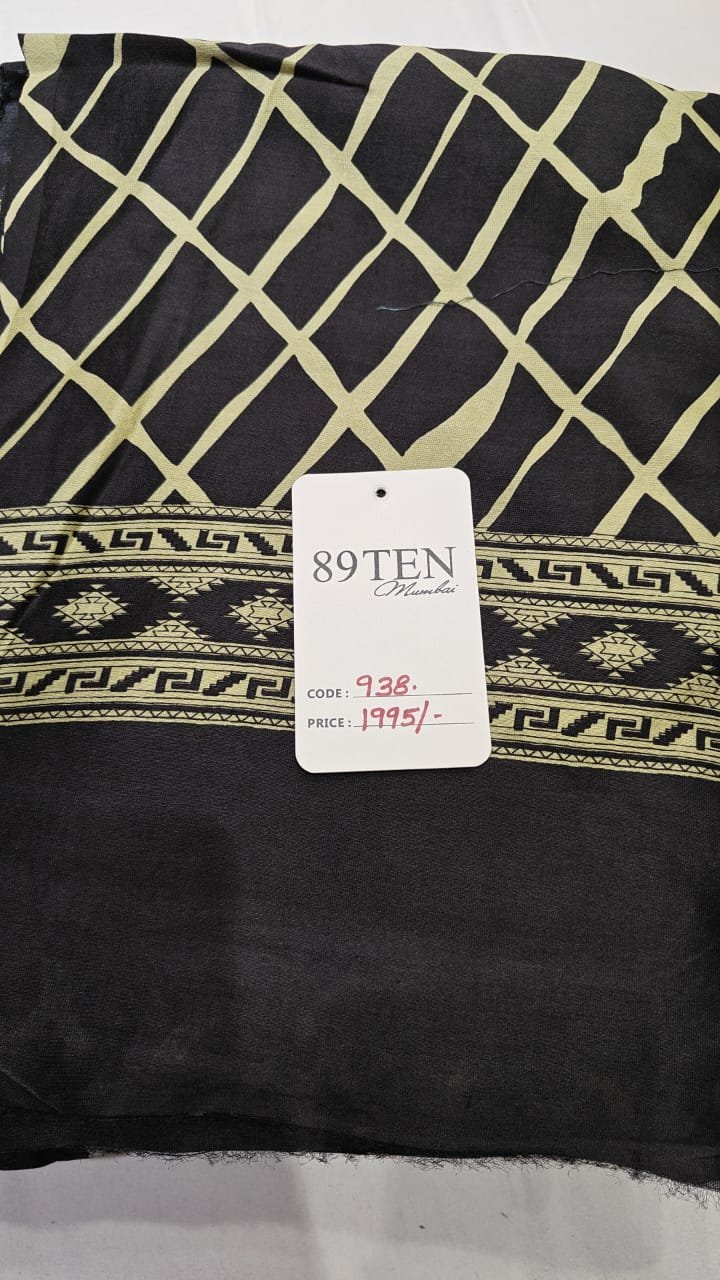 89TEN
Mumbai
CODE: 938.
PRICE: 1995/-